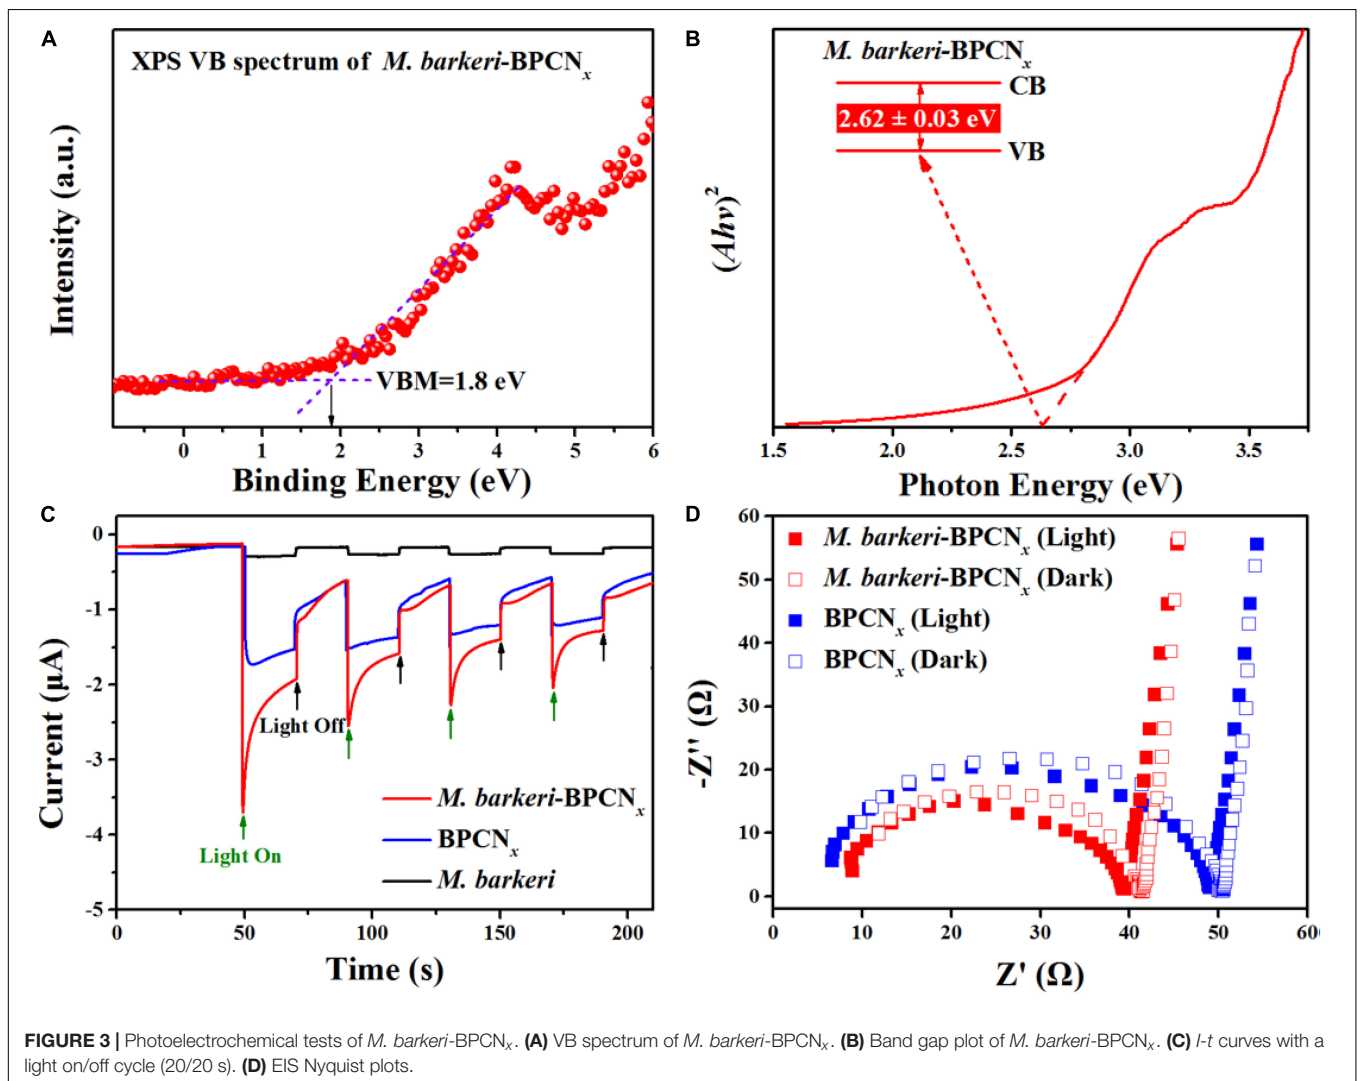 A
XPS VB spectrum of M. barkeri-BPCNx
Intensity (a.u.)
VBM=1.8 eV
0 1 2 3 4 5 6
Binding Energy (eV)
B
M. barkeri-BPCNx
CB
2.62 ± 0.03 eV
VB
(Ahν)2
1.5 2.0 2.5 3.0 3.5
Photon Energy (eV)
C
0
-1
-2
-3
-4
-5
Current (μA)
Light Off
Light On
M. barkeri-BPCNx
BPCNx
M. barkeri
0 50 100 150 200
Time (s)
D
60
50
40
30
20
10
0
-Z'' (Ω)
M. barkeri-BPCNx (Light)
M. barkeri-BPCNx (Dark)
BPCNx (Light)
BPCNx (Dark)
0 10 20 30 40 50 60
Z' (Ω)
FIGURE 3 | Photoelectrochemical tests of M. barkeri-BPCNx. (A) VB spectrum of M. barkeri-BPCNx. (B) Band gap plot of M. barkeri-BPCNx. (C) I-t curves with a
light on/off cycle (20/20 s). (D) EIS Nyquist plots.